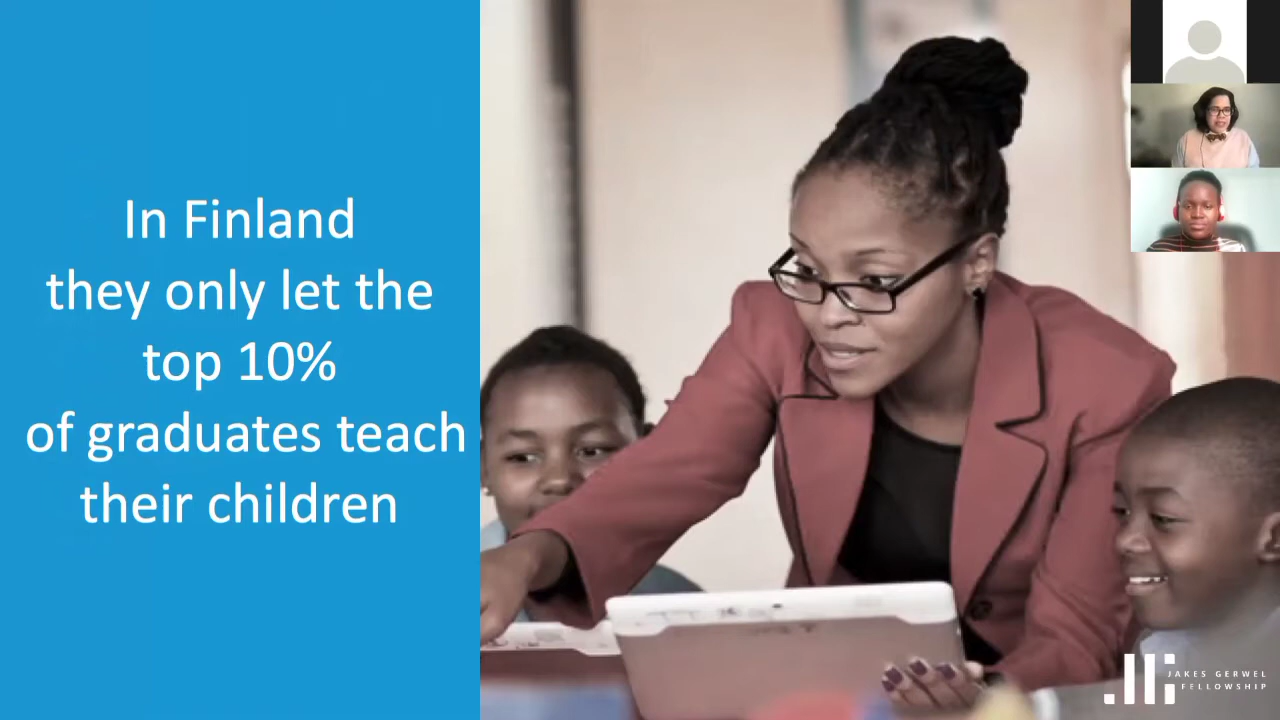 In Finland
they only let the
top 10%
of graduates teach
their children
JAKES GERWEL
FELLOWSHIP